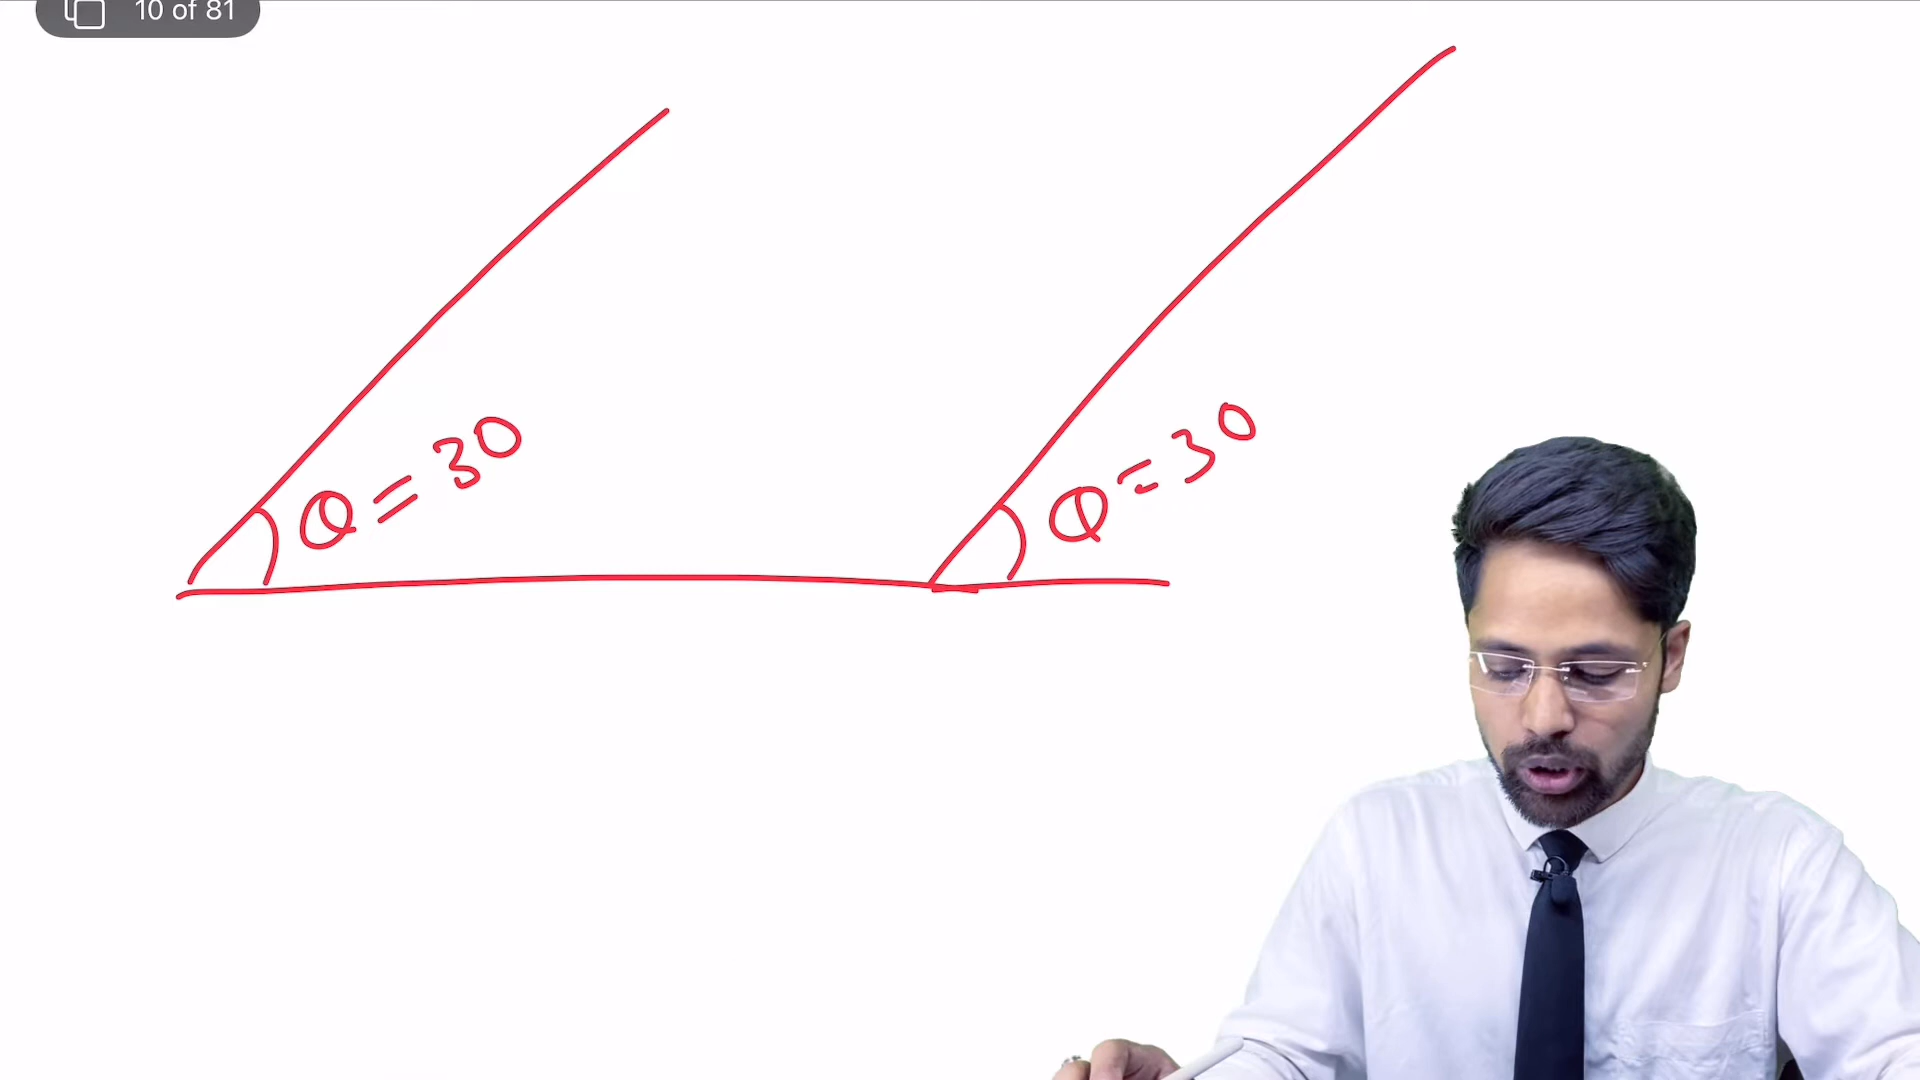 10 of 81
θ = 30
θ = 30